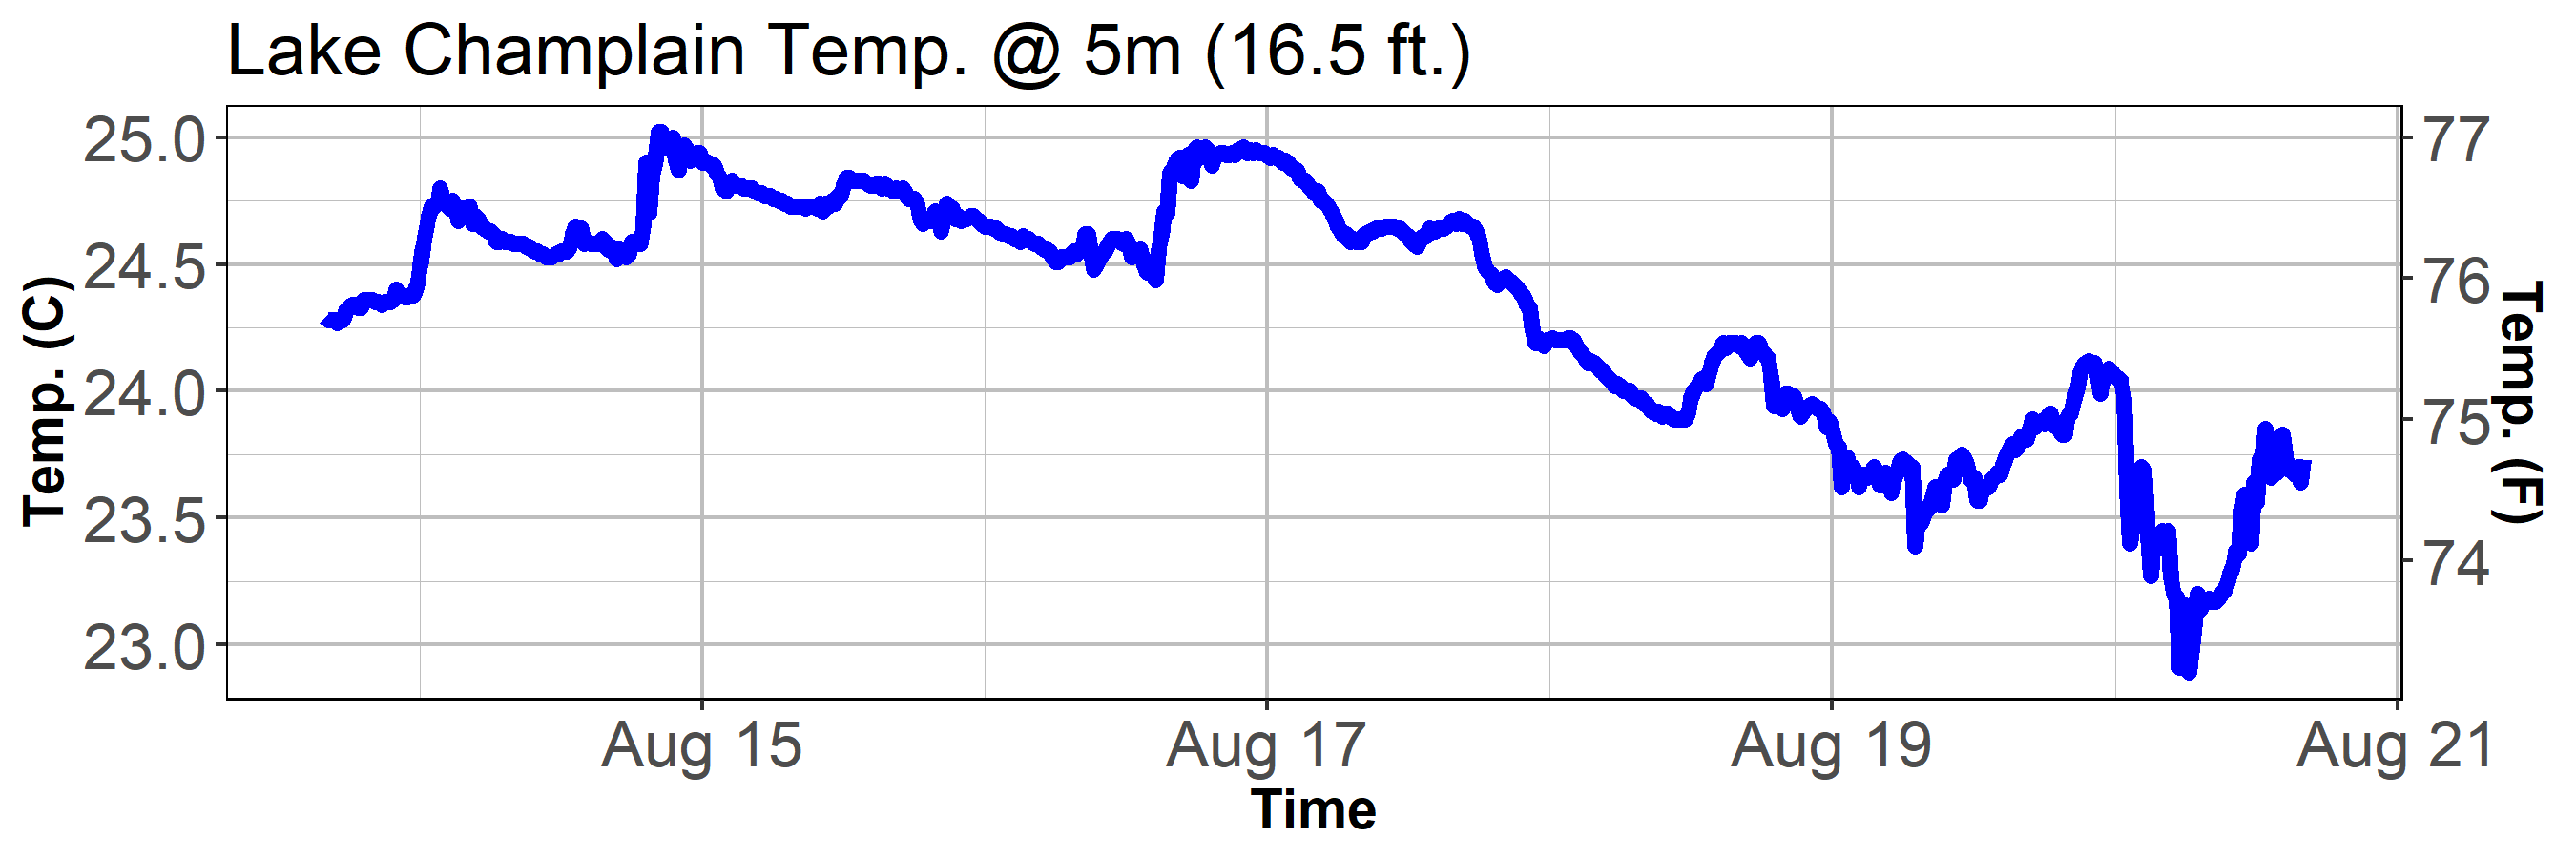 Lake Champlain Temp. @ 5m (16.5 ft.)
25.0
24.5
24.0
23.5
23.0
Temp. (C)
77
76
75
74
Temp. (F)
Aug 15 Aug 17 Aug 19 Aug 21
Time